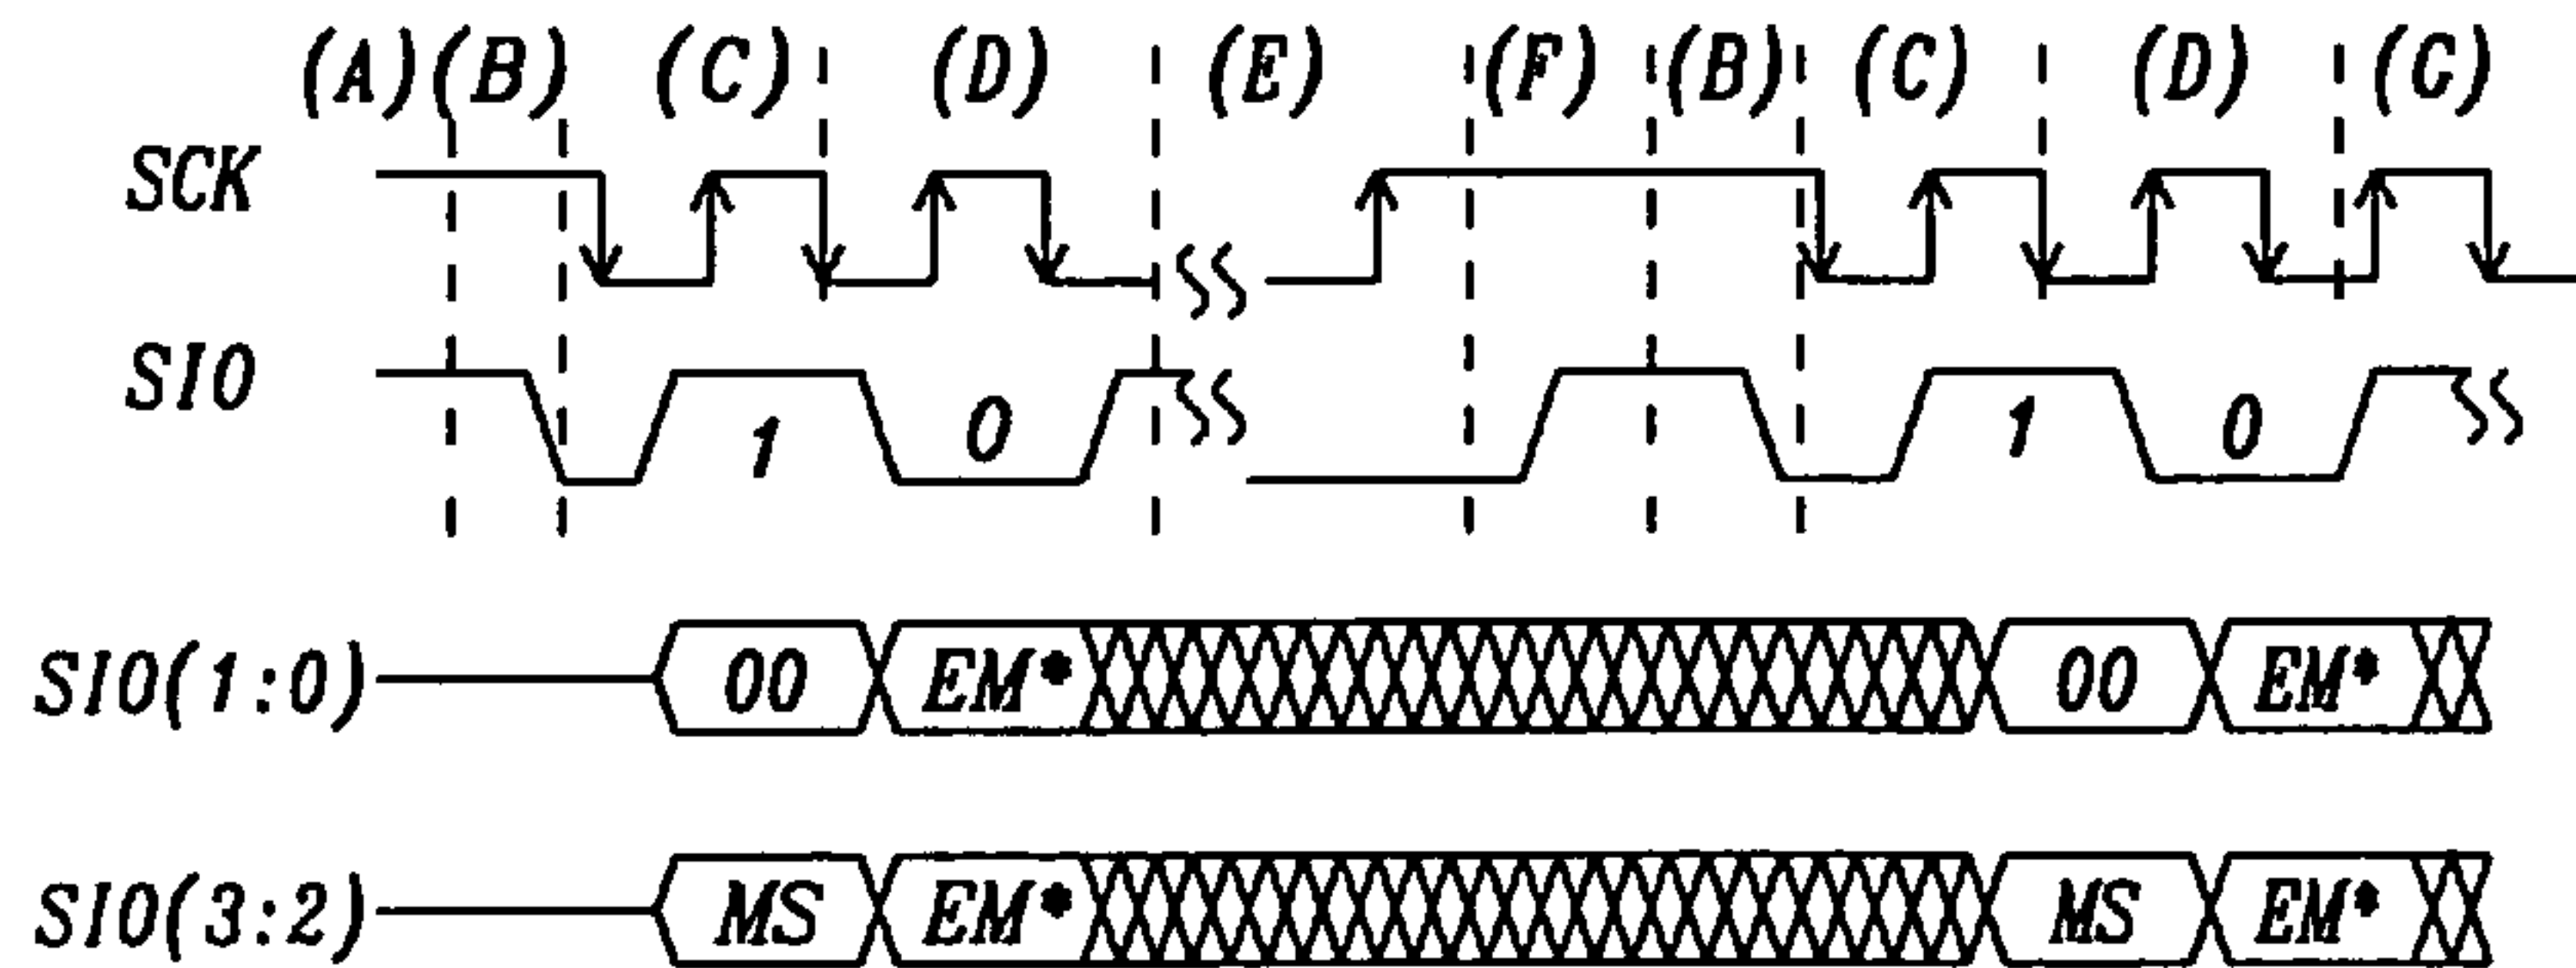 (A) (B) (C) (D) (E) (F) (B) (C) (D) (G)
SCK
SIO 1 0 1 0
SIO(1:0) 00 EM* 00 EM*
SIO(3:2) MS EM* MS EM*